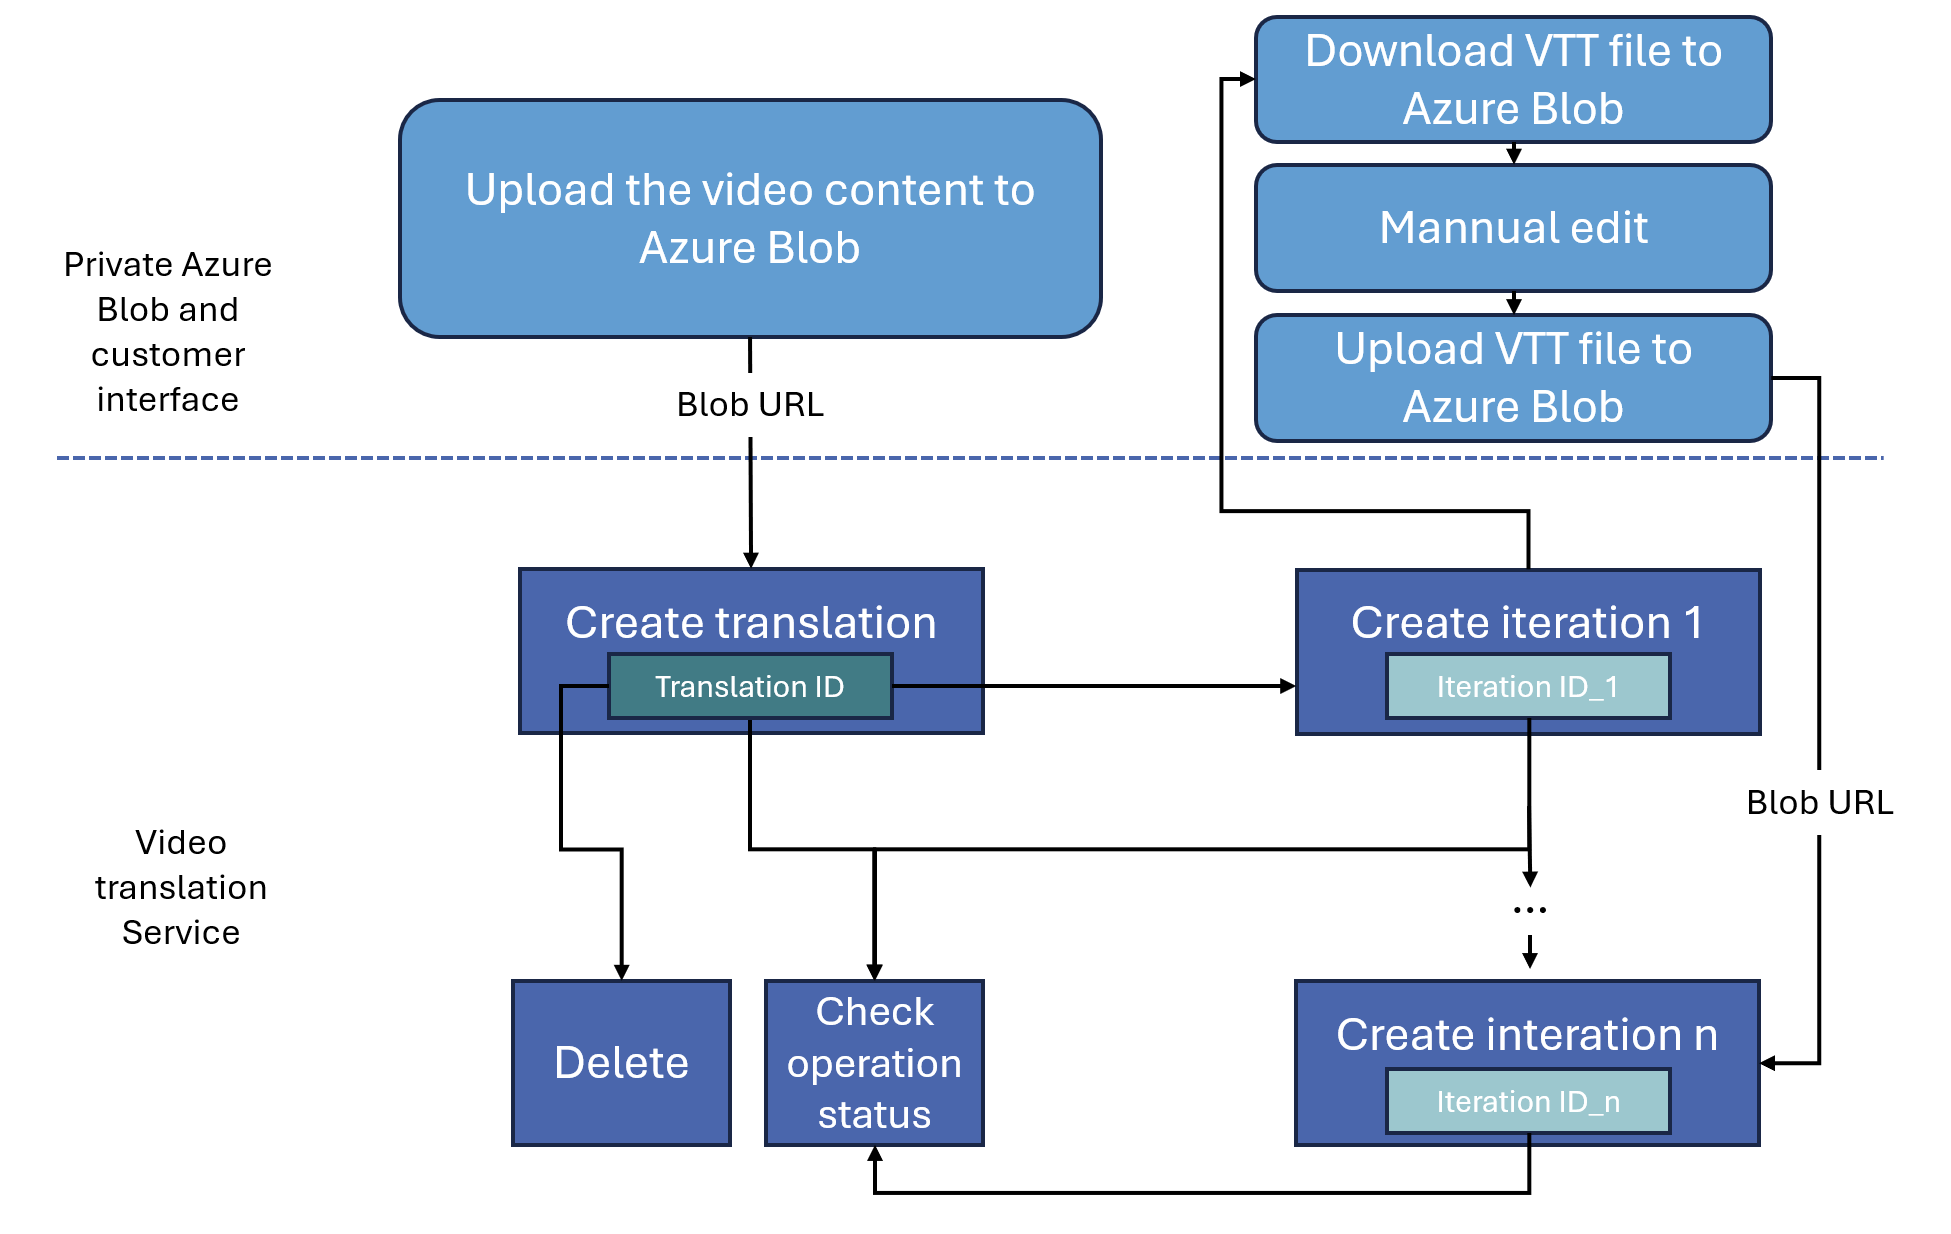 Download VTT file to
Azure Blob
Upload the video content to
Azure Blob
Mannual edit
Private Azure
Blob and
customer
interface
Upload VTT file to
Azure Blob
Blob URL
Create translation
Translation ID
Create iteration 1
Iteration ID_1
Blob URL
Video
translation
Service
...
Delete
Check
operation
status
Create interation n
Iteration ID_n